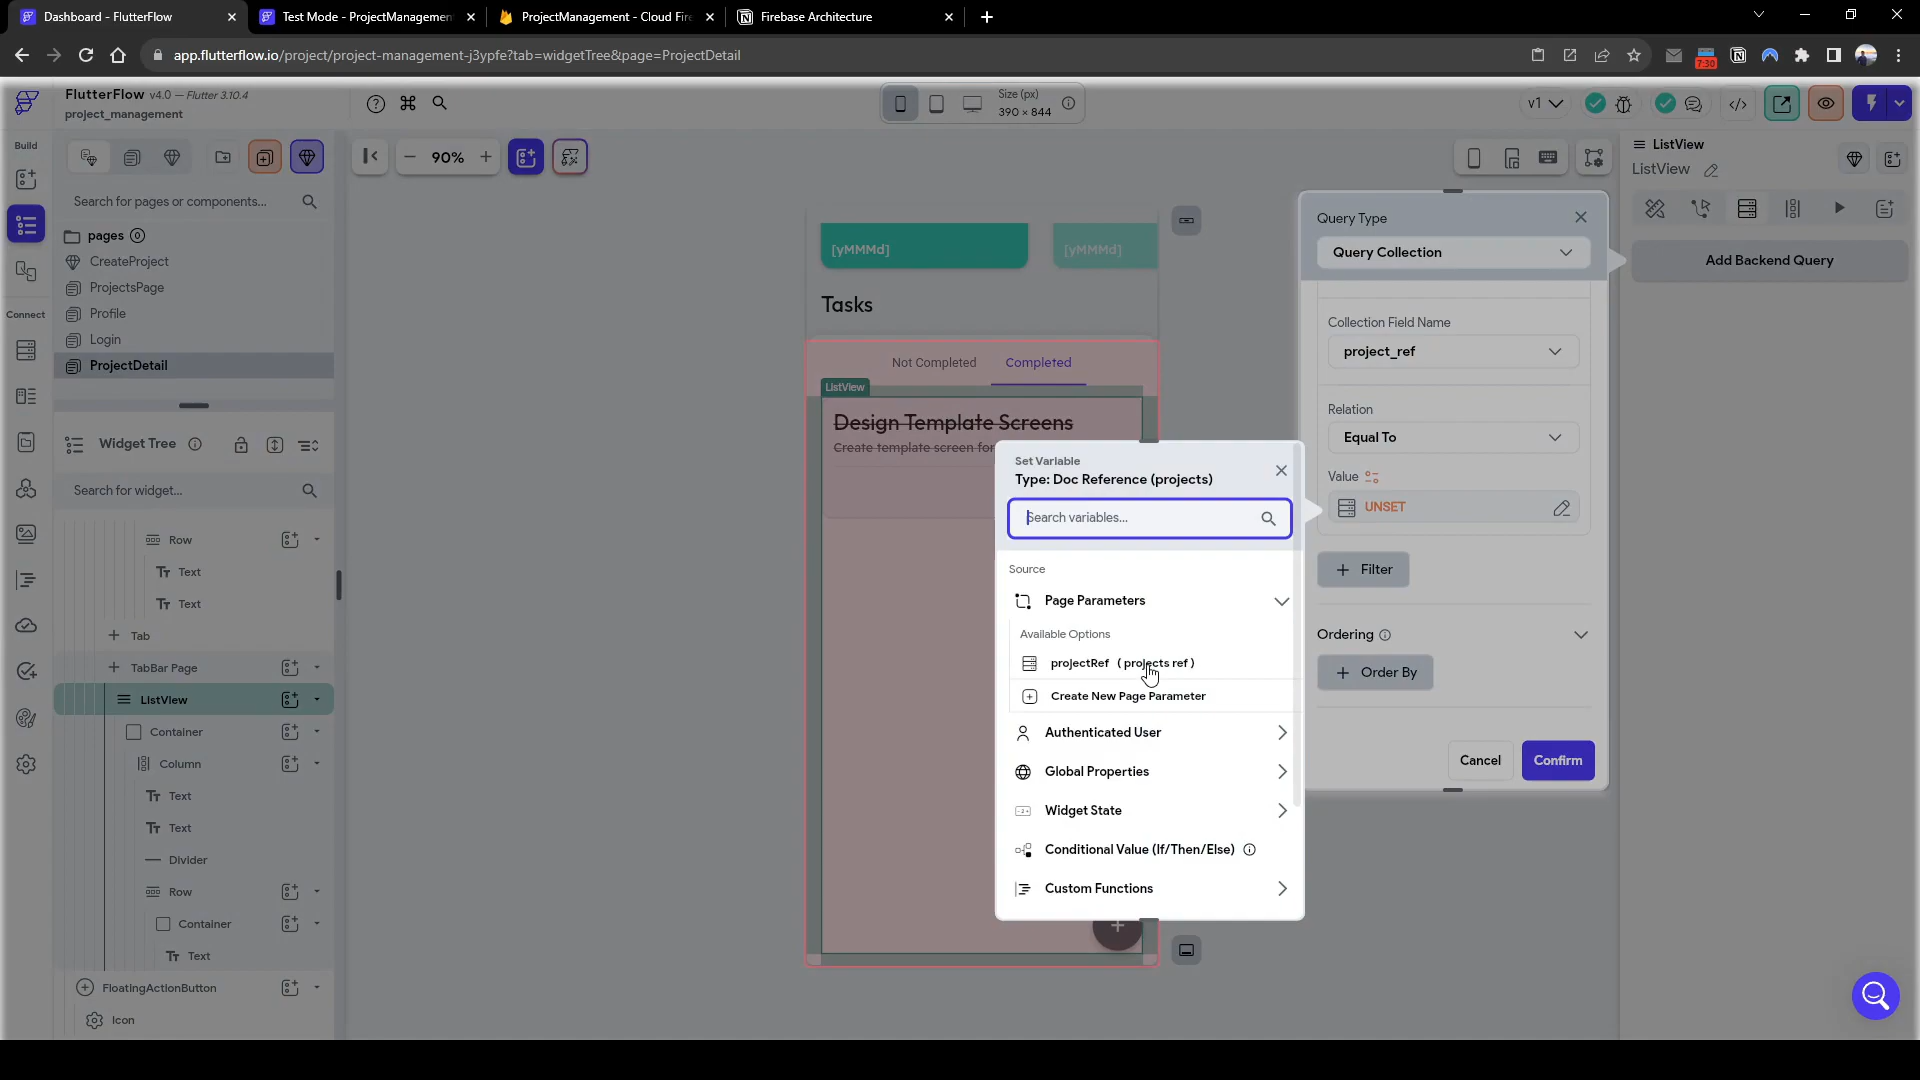 Dashboard - FlutterFlow
Test Mode - ProjectManagement
ProjectManagement - Cloud Fire
Firebase Architecture
app.flutterflow.io/project/project-management-j3ypfe?tab=widgetTree&page=ProjectDetail
7:30
FlutterFlow v4.0 — Flutter 3.10.4
project_management
Size (px)
390 × 844
v1
Build
Connect
90%
Search for pages or components...
pages
CreateProject
ProjectsPage
Profile
Login
ProjectDetail
Widget Tree
Search for widget...
Row
Text
Text
Tab
TabBar Page
ListView
Container
Column
Text
Text
Divider
Row
Container
Text
FloatingActionButton
Icon
[yMMMd]
[yMMMd]
Tasks
Not Completed
Completed
ListView
Design Template Screens
Create template screen for
Set Variable
Type: Doc Reference (projects)
Search variables...
Source
Page Parameters
Available Options
projectRef ( projects ref )
Create New Page Parameter
Authenticated User
Global Properties
Widget State
Conditional Value (If/Then/Else)
Custom Functions
Query Type
Query Collection
Collection Field Name
project_ref
Relation
Equal To
Value
UNSET
Filter
Ordering
Order By
Cancel
Confirm
ListView
ListView
Add Backend Query